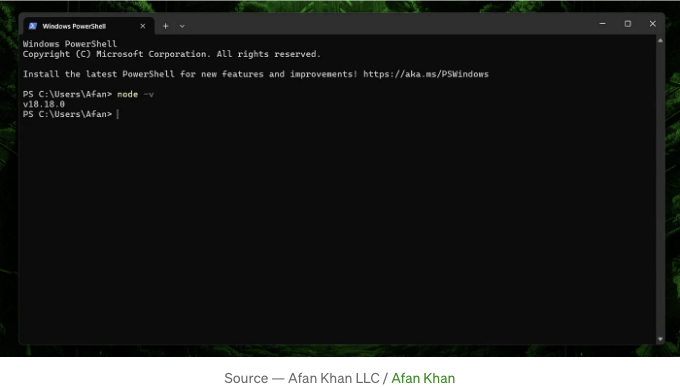 Windows PowerShell
Windows PowerShell
Copyright (C) Microsoft Corporation. All rights reserved.
Install the latest PowerShell for new features and improvements! https://aka.ms/PSWindows
PS C:\Users\Afan> node -v
v18.18.0
PS C:\Users\Afan>
Source — Afan Khan LLC / Afan Khan